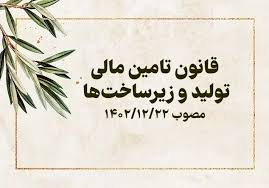 قانون تامین مالی
تولید و زیرساخت‌ها
مصوب ۱۴۰۲/۱۲/۲۲